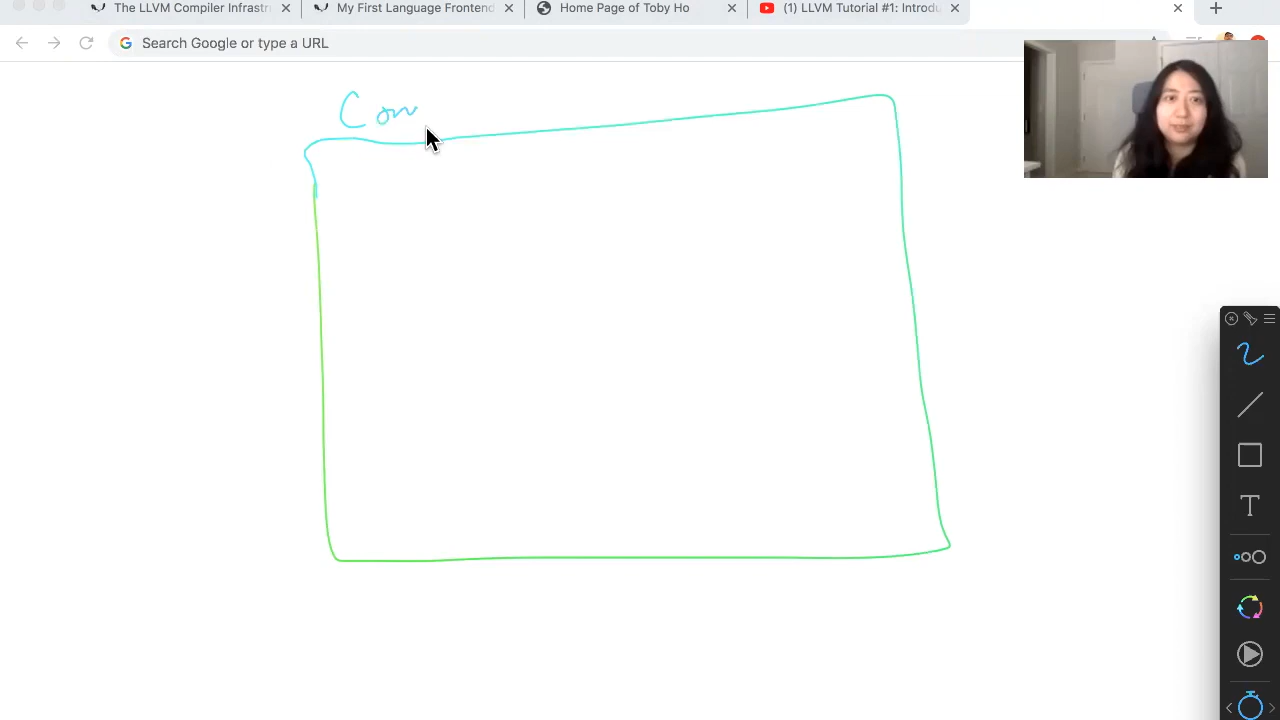 The LLVM Compiler Infrastr
My First Language Frontend
Home Page of Toby Ho
(1) LLVM Tutorial #1: Introdu
Search Google or type a URL
Com
T